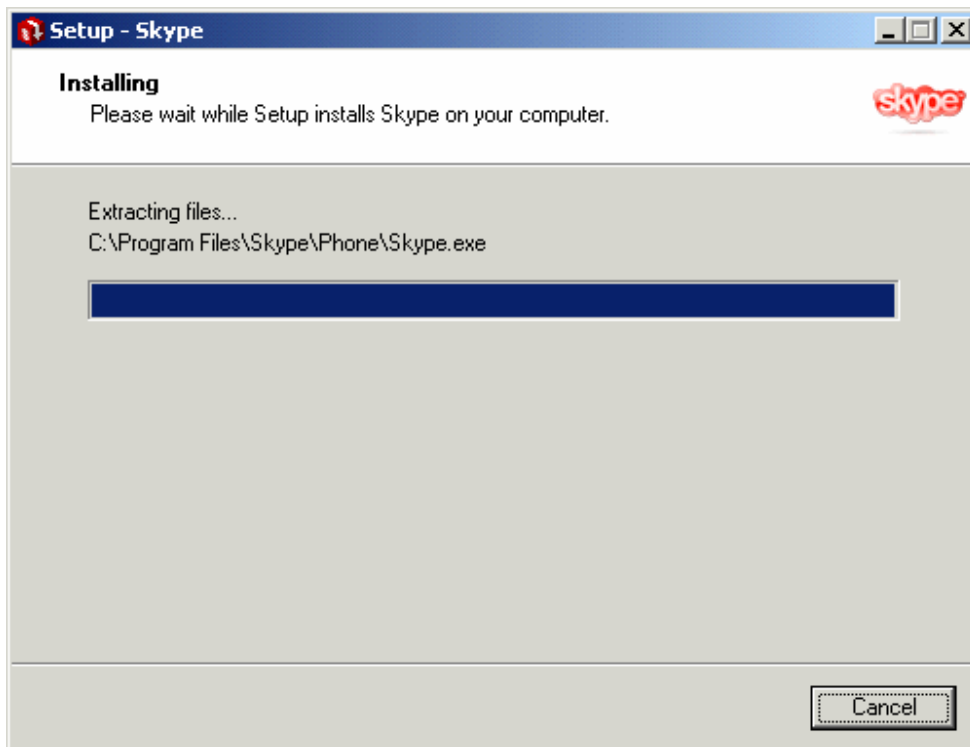 Setup - Skype
Installing
Please wait while Setup installs Skype on your computer.
skype
Extracting files...
C:\Program Files\Skype\Phone\Skype.exe
Cancel